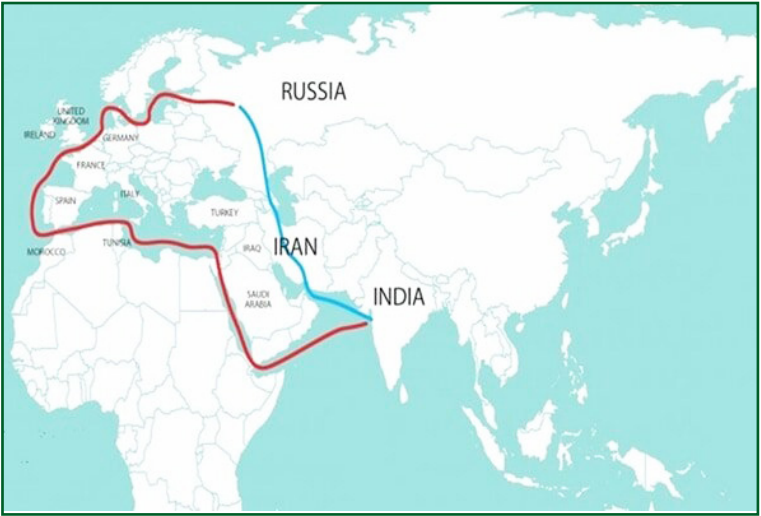 RUSSIA
UNITED
KINGDOM
IRELAND
GERMANY
FRANCE
ITALY
SPAIN
TURKEY
MOROCCO
TUNISIA
IRAQ
IRAN
SAUDI
ARABIA
INDIA